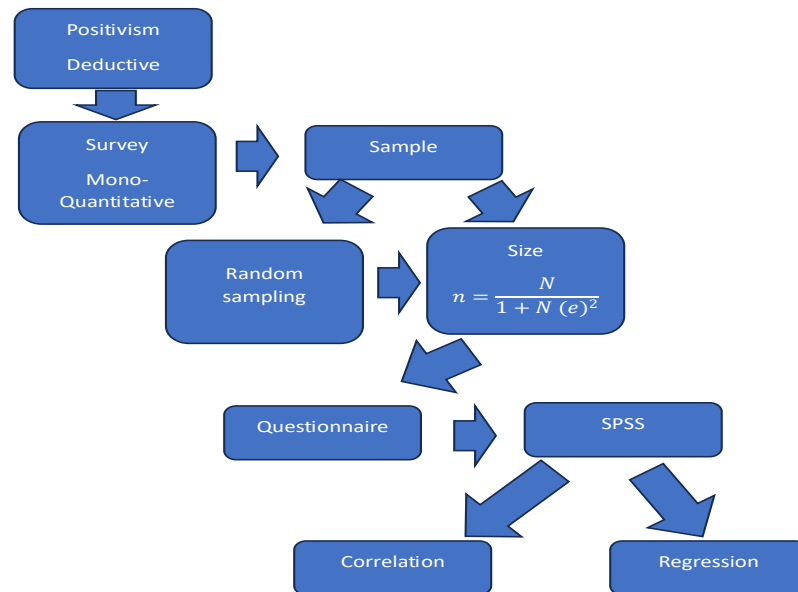 Positivism
Deductive
Survey
Mono-
Quantitative
Sample
Random
sampling
Size
n = N / 1 + N (e)²
Questionnaire
SPSS
Correlation
Regression